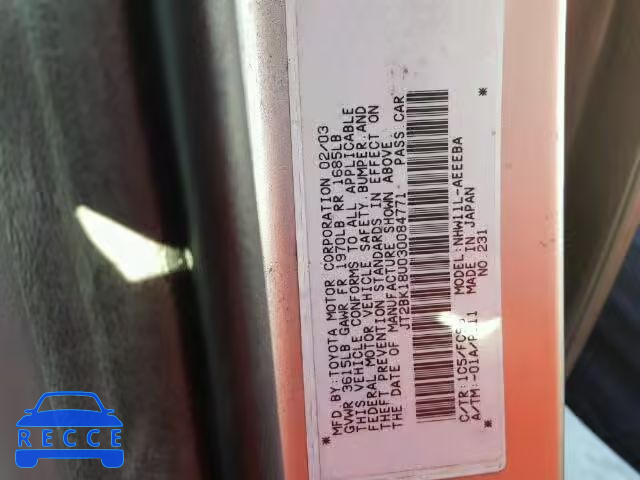 MFD BY: TOYOTA MOTOR CORPORATION 02/03
GVWR 3615LB GAWR FR 1970LB RR 1685LB
THIS VEHICLE CONFORMS TO ALL APPLICABLE
FEDERAL MOTOR VEHICLE SAFETY, BUMPER, AND
THEFT PREVENTION STANDARDS IN EFFECT ON
THE DATE OF MANUFACTURE SHOWN ABOVE.
JT2BK18U030084771 PASS CAR
* *
C/TR: 1C5/ MODEL: NHW11L-AEEEBA
A/TM: -01A/ MADE IN JAPAN
NO 231
RECCE